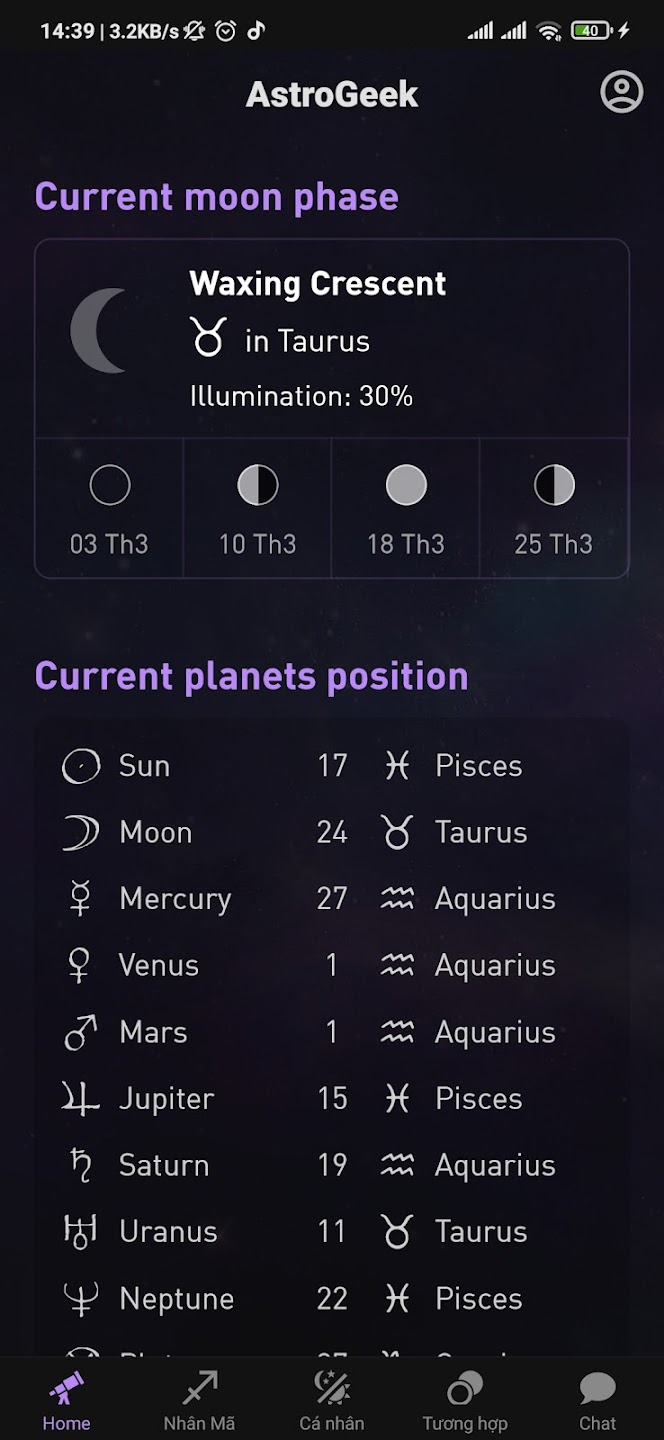 14:39 | 3.2KB/s 40
AstroGeek
Current moon phase
Waxing Crescent
♉ in Taurus
Illumination: 30%
03 Th3 10 Th3 18 Th3 25 Th3
Current planets position
Sun 17 ♓ Pisces
Moon 24 ♉ Taurus
Mercury 27 ♒ Aquarius
Venus 1 ♒ Aquarius
Mars 1 ♒ Aquarius
Jupiter 15 ♓ Pisces
Saturn 19 ♒ Aquarius
Uranus 11 ♉ Taurus
Neptune 22 ♓ Pisces
Home Nhân Mã Cá nhân Tương hợp Chat